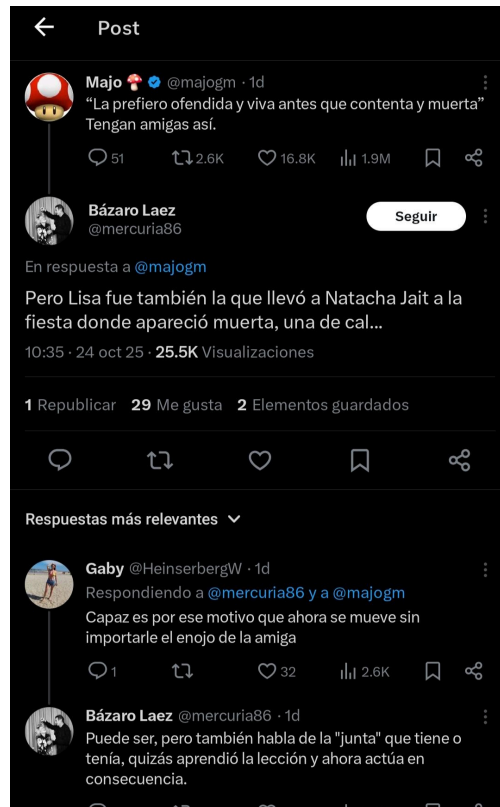 Post
Majo 🍄 @majogm · 1d
“La prefiero ofendida y viva antes que contenta y muerta”
Tengan amigas así.
51 2.6K 16.8K 1.9M
Bázaro Laez
@mercuria86
Seguir
En respuesta a @majogm
Pero Lisa fue también la que llevó a Natacha Jait a la
fiesta donde apareció muerta, una de cal...
10:35 · 24 oct 25 · 25.5K Visualizaciones
1 Republicar 29 Me gusta 2 Elementos guardados
Respuestas más relevantes
Gaby @HeinserbergW · 1d
Respondiendo a @mercuria86 y a @majogm
Capaz es por ese motivo que ahora se mueve sin
importarle el enojo de la amiga
1 32 2.6K
Bázaro Laez @mercuria86 · 1d
Puede ser, pero también habla de la "junta" que tiene o
tenía, quizás aprendió la lección y ahora actúa en
consecuencia.